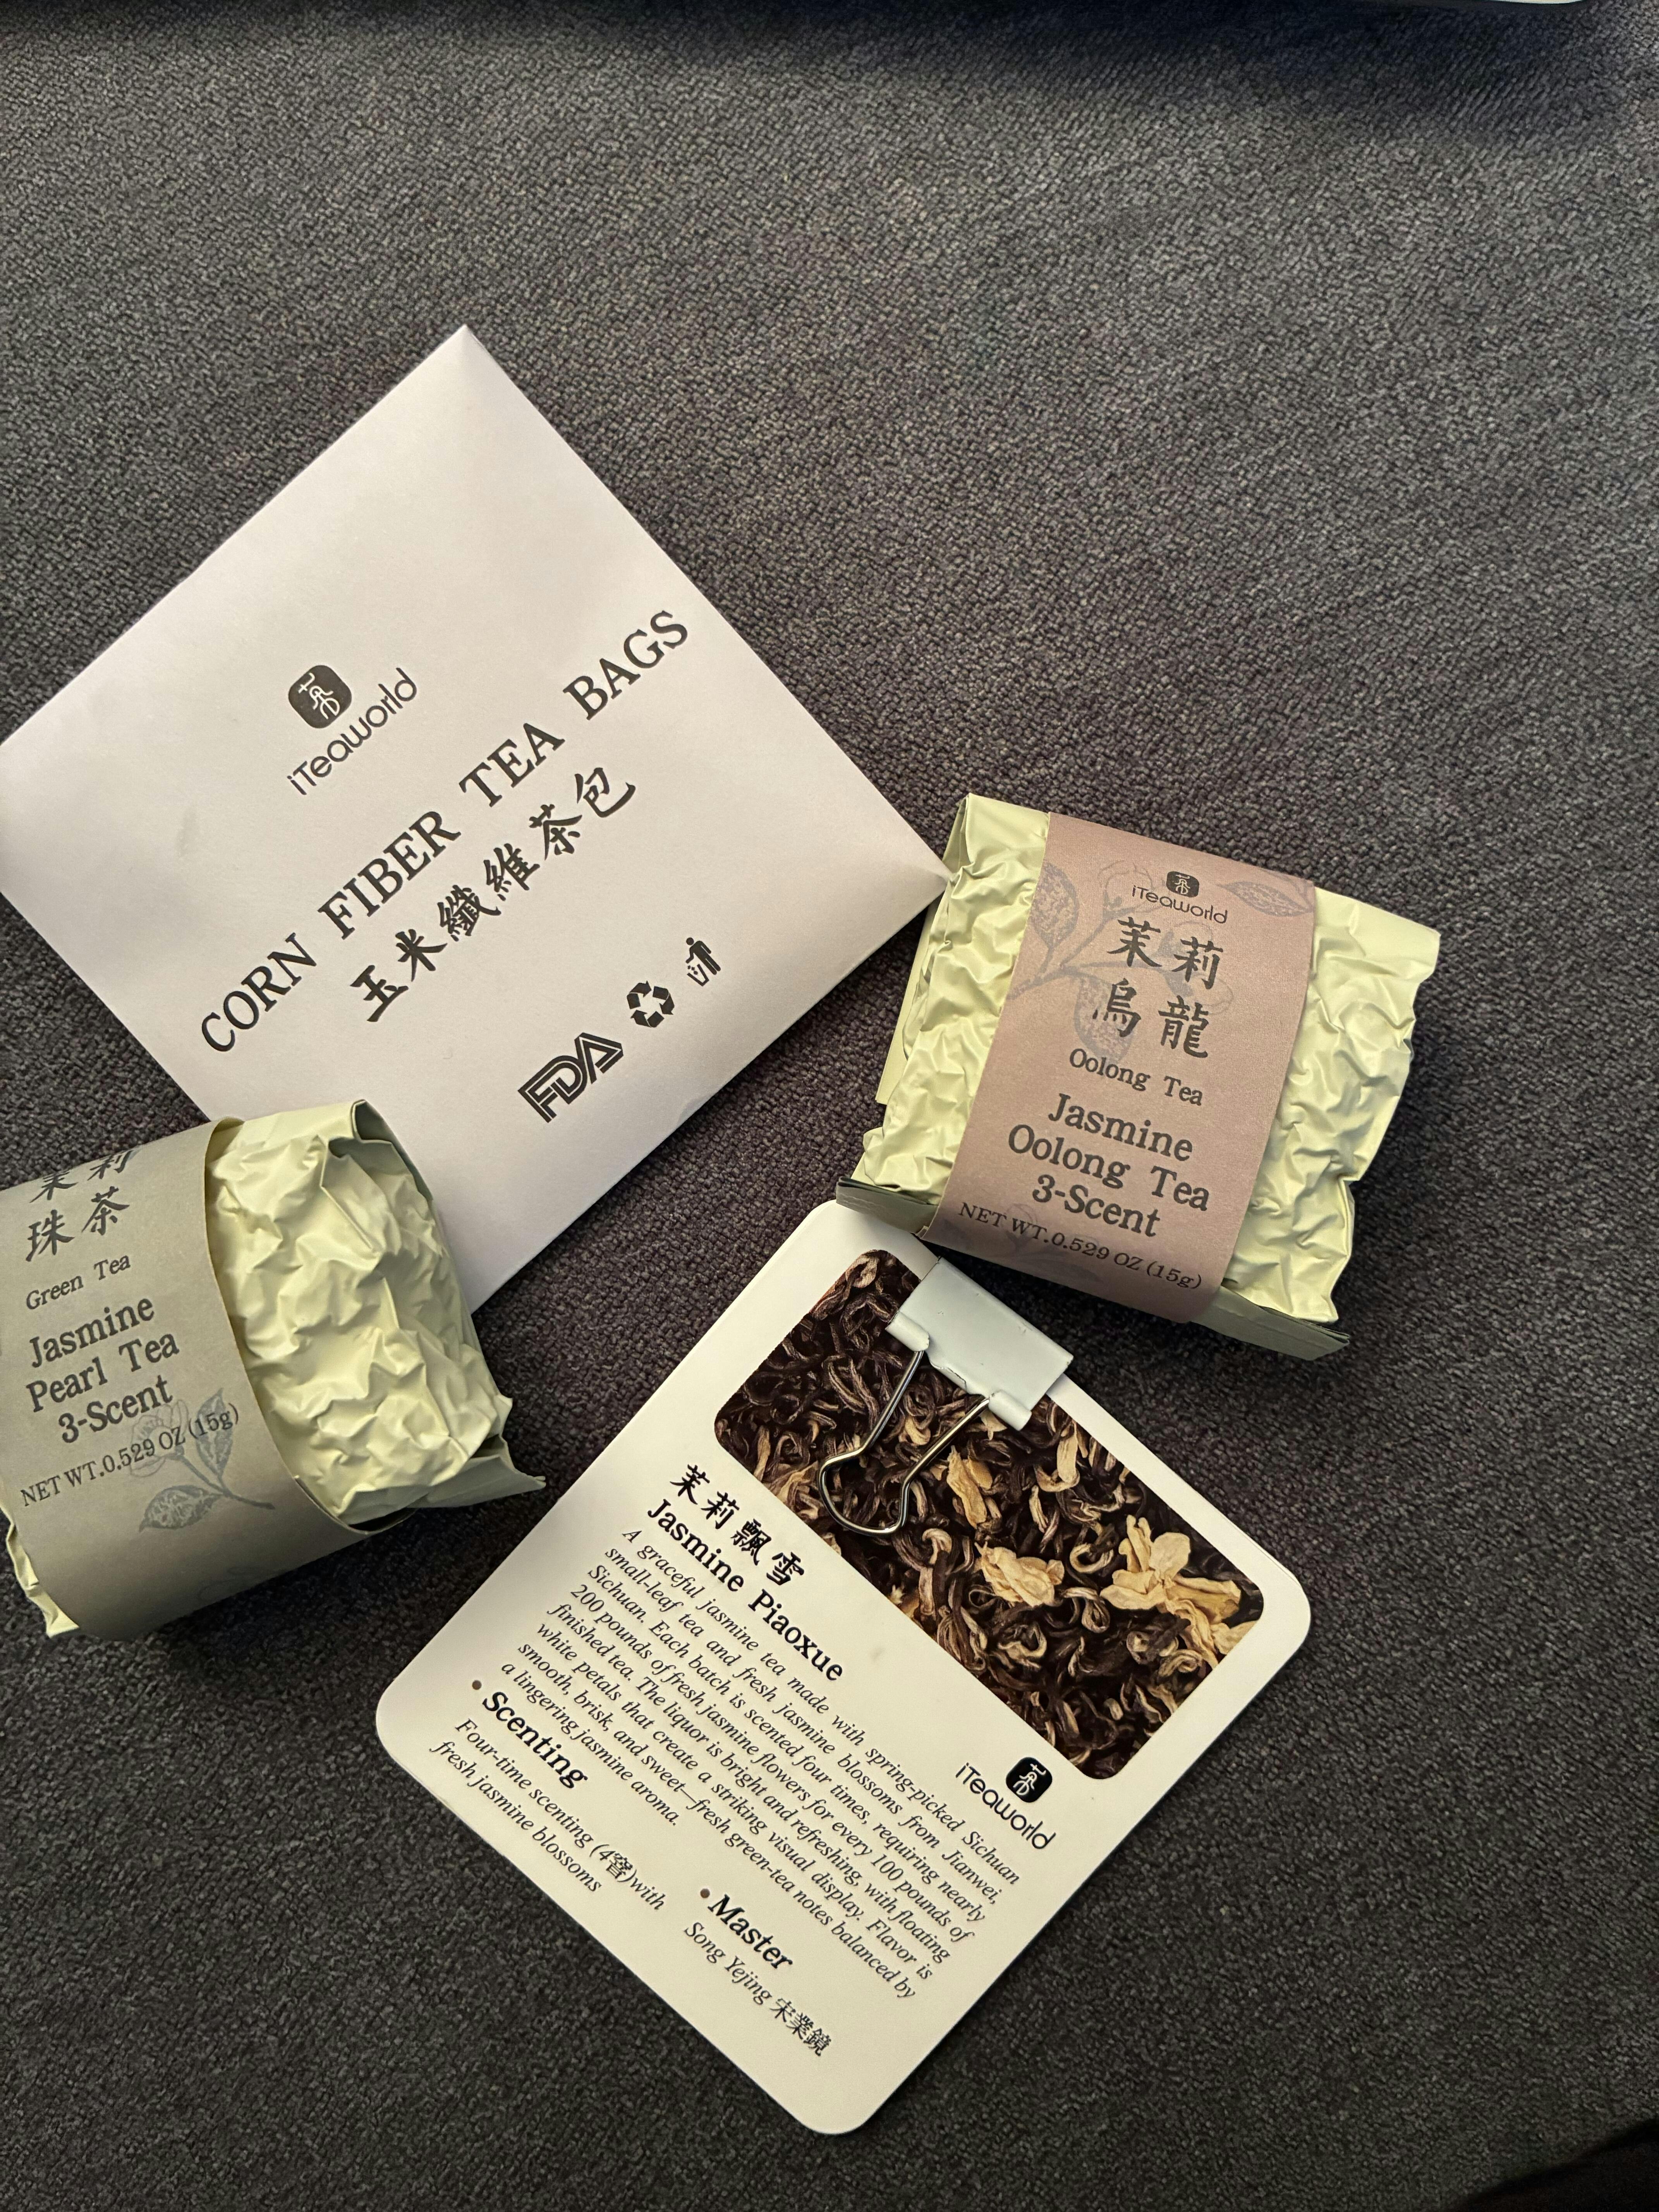 iTeaworld
CORN FIBER TEA BAGS
玉米纖維茶包
FDA
iTeaworld
茉莉
烏龍
Oolong Tea
Jasmine
Oolong Tea
3-Scent
NET WT.0.529 OZ (15g)
茉莉
珠茶
Green Tea
Jasmine
Pearl Tea
3-Scent
NET WT.0.529 OZ (15g)
iTeaworld
茉莉飄雪
Jasmine Piaoxue
A graceful jasmine tea made with spring-picked Sichuan
small-leaf tea and fresh jasmine blossoms from Jianwei,
Sichuan. Each batch is scented four times, requiring nearly
200 pounds of fresh jasmine flowers for every 100 pounds of
finished tea. The liquor is bright and refreshing, with floating
white petals that create a striking visual display. Flavor is
smooth, brisk, and sweet—fresh green-tea notes balanced by
a lingering jasmine aroma.
• Scenting
Four-time scenting (4窨)with
fresh jasmine blossoms
• Master
Song Yejing 宋業鏡